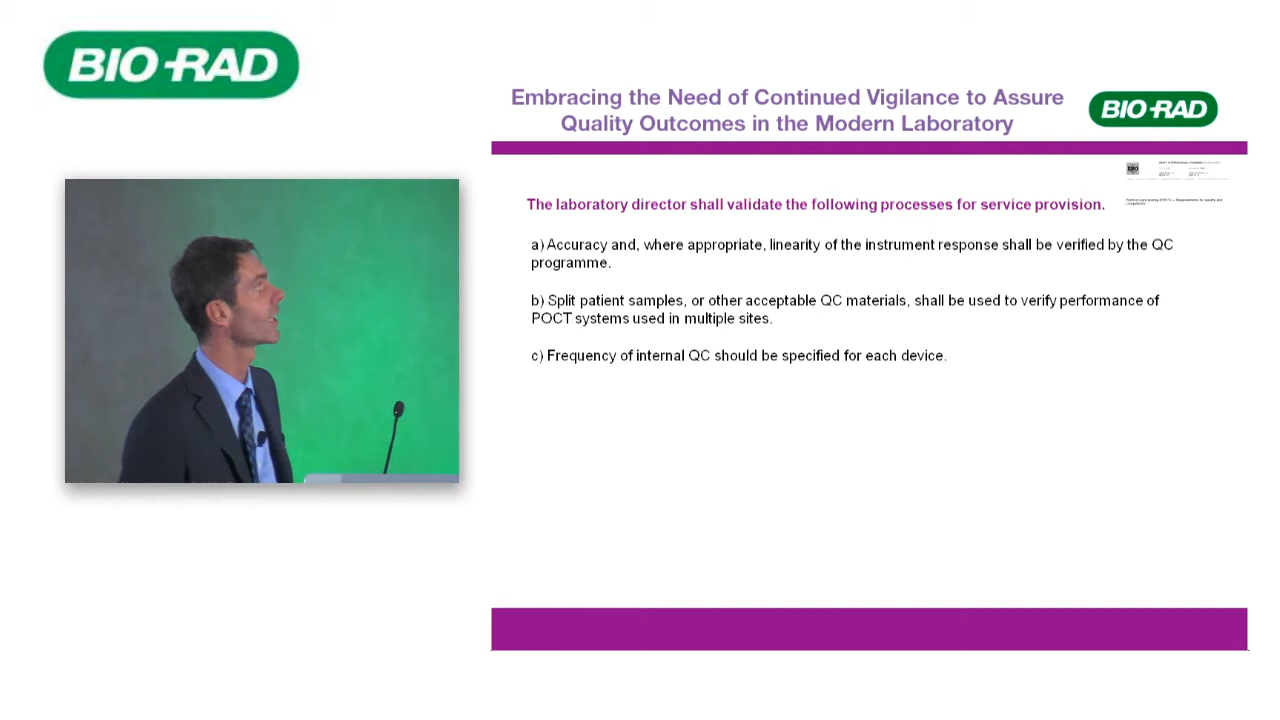 BIO-RAD
Embracing the Need of Continued Vigilance to Assure
Quality Outcomes in the Modern Laboratory
BIO-RAD
The laboratory director shall validate the following processes for service provision.
a) Accuracy and, where appropriate, linearity of the instrument response shall be verified by the QC
programme.
b) Split patient samples, or other acceptable QC materials, shall be used to verify performance of
POCT systems used in multiple sites.
c) Frequency of internal QC should be specified for each device.